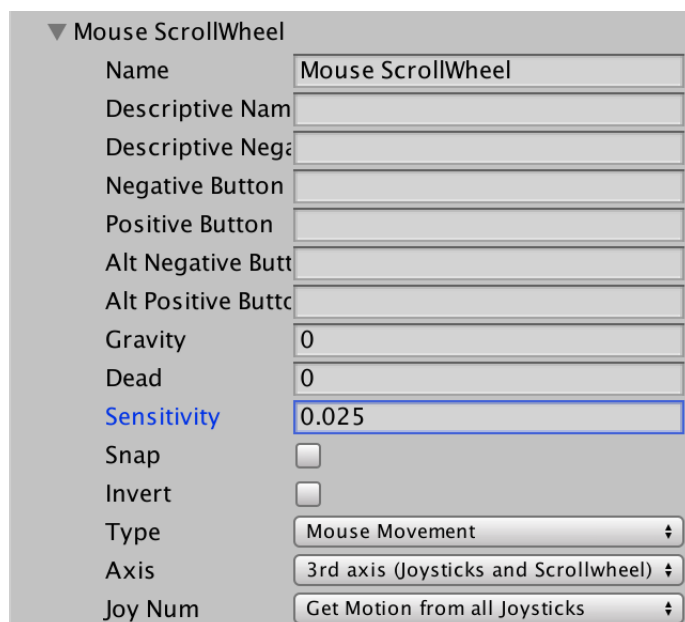 Mouse ScrollWheel
Name Mouse ScrollWheel
Descriptive Nam
Descriptive Nega
Negative Button
Positive Button
Alt Negative Butt
Alt Positive Butto
Gravity 0
Dead 0
Sensitivity 0.025
Snap
Invert
Type Mouse Movement
Axis 3rd axis (Joysticks and Scrollwheel)
Joy Num Get Motion from all Joysticks